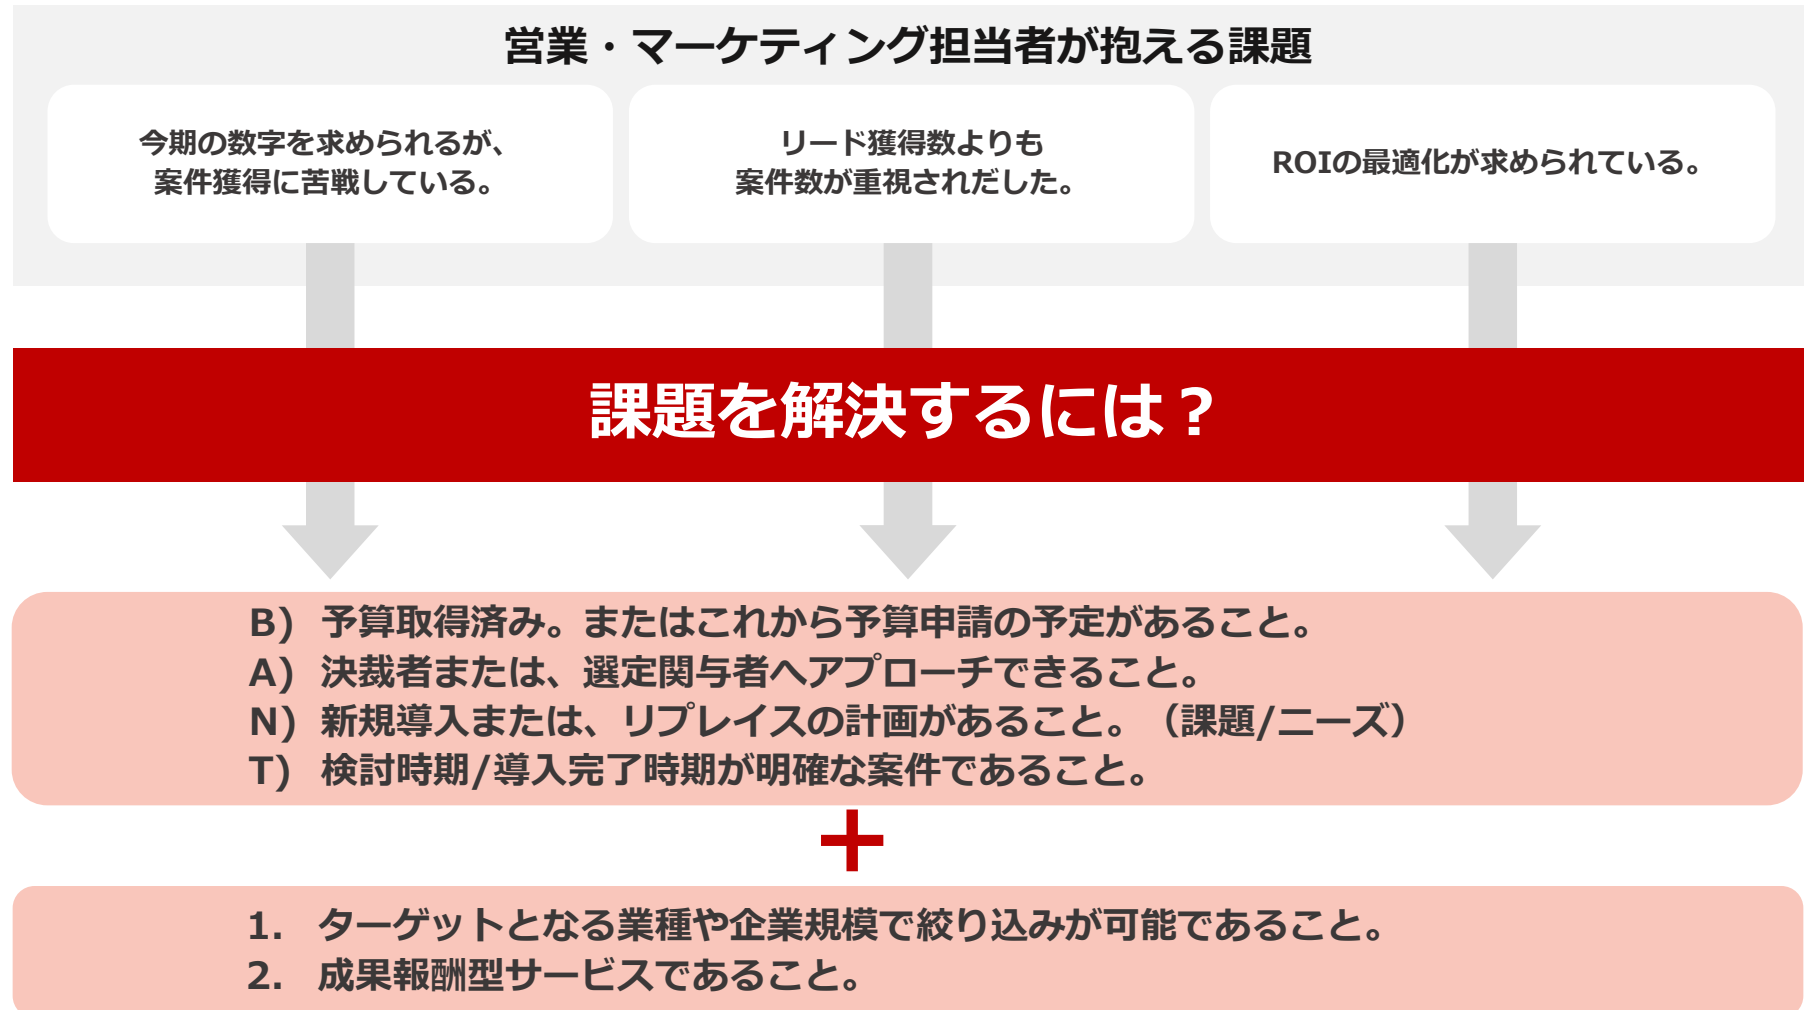 営業・マーケティング担当者が抱える課題
今期の数字を求められるが、
案件獲得に苦戦している。
リード獲得数よりも
案件数が重視されだした。
ROIの最適化が求められている。
課題を解決するには？
B) 予算取得済み。またはこれから予算申請の予定があること。
A) 決裁者または、選定関与者へアプローチできること。
N) 新規導入または、リプレイスの計画があること。（課題/ニーズ）
T) 検討時期/導入完了時期が明確な案件であること。
+
1. ターゲットとなる業種や企業規模で絞り込みが可能であること。
2. 成果報酬型サービスであること。